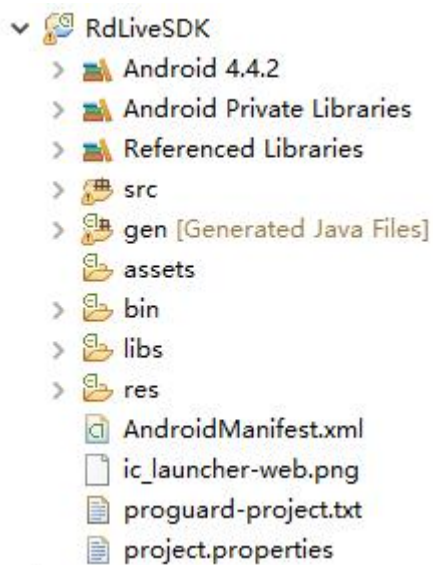 RdLiveSDK
Android 4.4.2
Android Private Libraries
Referenced Libraries
src
gen [Generated Java Files]
assets
bin
libs
res
AndroidManifest.xml
ic_launcher-web.png
proguard-project.txt
project.properties